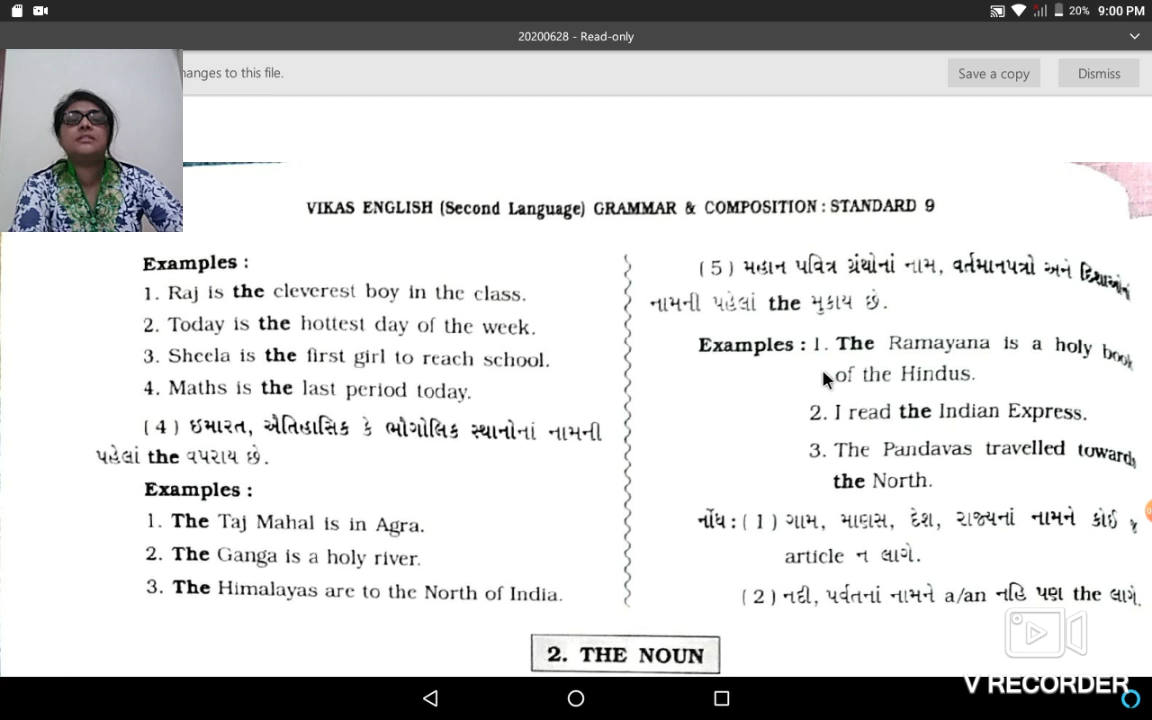 20% 9:00 PM
20200628 - Read-only
hanges to this file.
Save a copy
Dismiss
VIKAS ENGLISH (Second Language) GRAMMAR & COMPOSITION : STANDARD 9
Examples :
1. Raj is the cleverest boy in the class.
2. Today is the hottest day of the week.
3. Sheela is the first girl to reach school.
4. Maths is the last period today.
(4) ઇમારત, ઐતિહાસિક કે ભૌગોલિક સ્થાનોનાં નામની
પહેલાં the વપરાય છે.
Examples :
1. The Taj Mahal is in Agra.
2. The Ganga is a holy river.
3. The Himalayas are to the North of India.
(5) મહાન પવિત્ર ગ્રંથોનાં નામ, વર્તમાનપત્રો અને
નામની પહેલાં the મુકાય છે.
Examples : 1. The Ramayana is a holy book
of the Hindus.
2. I read the Indian Express.
3. The Pandavas travelled towards
the North.
નોંધ : (1) ગામ, માણસ, દેશ, રાજ્યનાં નામને કોઈ
article ન લાગે.
(2) નદી, પર્વતનાં નામને a/an નહિ પણ the લાગે.
2. THE NOUN
V RECORDER